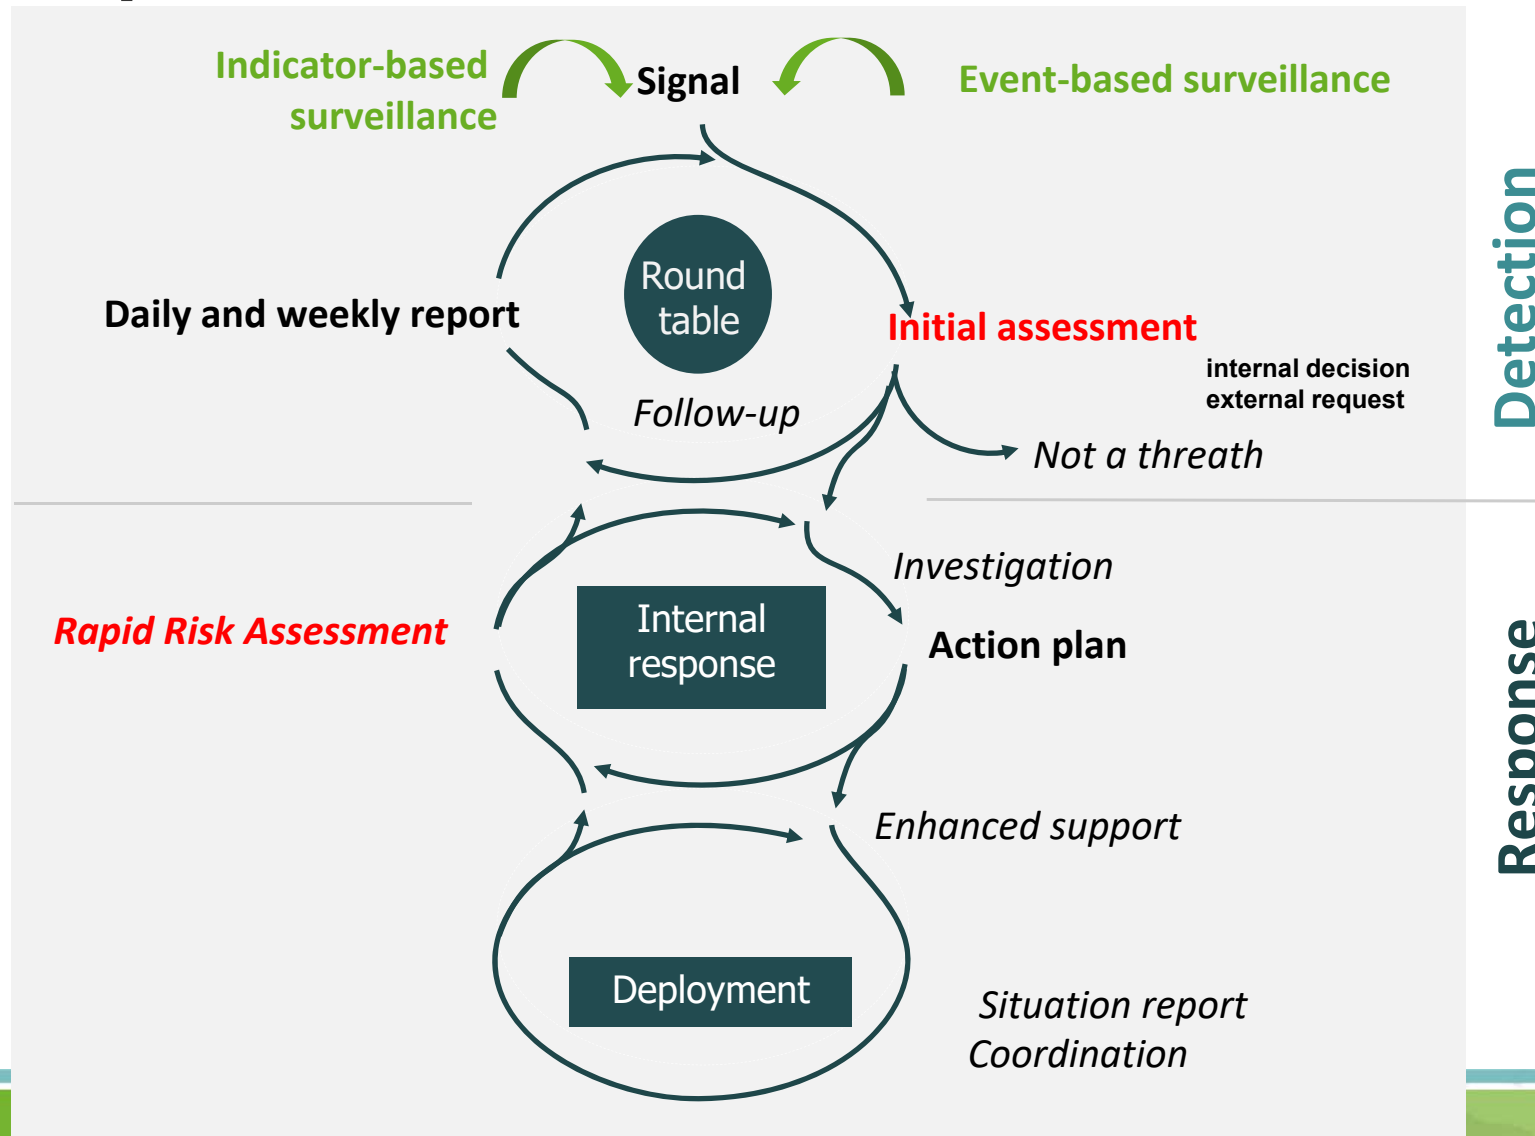 Indicator-based
surveillance
Signal
Event-based surveillance
Detection
Round
table
Daily and weekly report
Initial assessment
internal decision
external request
Follow-up
Not a threath
Investigation
Internal
response
Rapid Risk Assessment
Action plan
Response
Enhanced support
Deployment
Situation report
Coordination